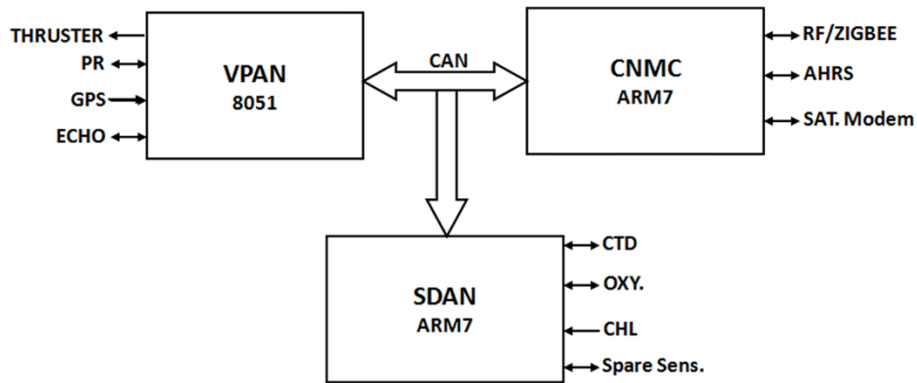 THRUSTER
PR
GPS
ECHO
VPAN
8051
CAN
CNMC
ARM7
RF/ZIGBEE
AHRS
SAT. Modem
SDAN
ARM7
CTD
OXY.
CHL
Spare Sens.